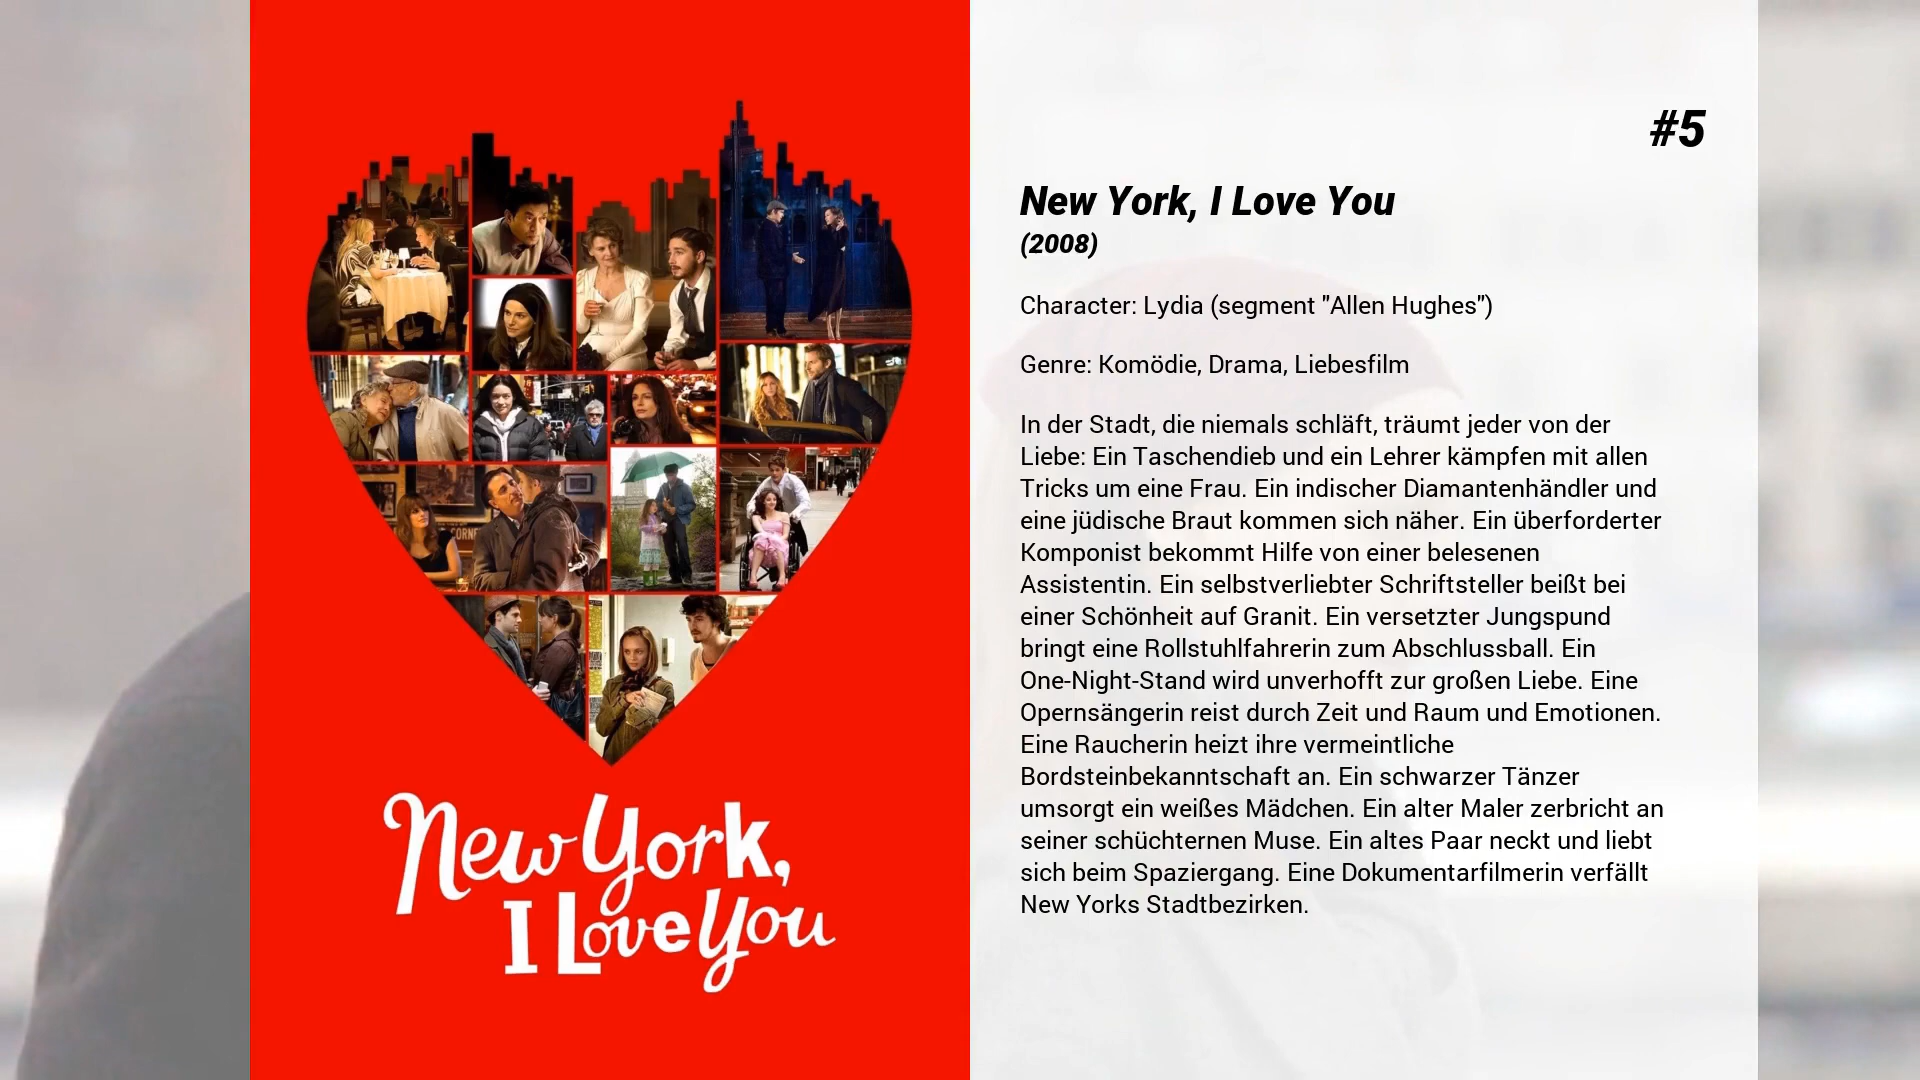 New York,
I Love You
#5
New York, I Love You
(2008)
Character: Lydia (segment "Allen Hughes")
Genre: Komödie, Drama, Liebesfilm
In der Stadt, die niemals schläft, träumt jeder von der
Liebe: Ein Taschendieb und ein Lehrer kämpfen mit allen
Tricks um eine Frau. Ein indischer Diamantenhändler und
eine jüdische Braut kommen sich näher. Ein überforderter
Komponist bekommt Hilfe von einer belesenen
Assistentin. Ein selbstverliebter Schriftsteller beißt bei
einer Schönheit auf Granit. Ein versetzter Jungspund
bringt eine Rollstuhlfahrerin zum Abschlussball. Ein
One-Night-Stand wird unverhofft zur großen Liebe. Eine
Opernsängerin reist durch Zeit und Raum und Emotionen.
Eine Raucherin heizt ihre vermeintliche
Bordsteinbekanntschaft an. Ein schwarzer Tänzer
umsorgt ein weißes Mädchen. Ein alter Maler zerbricht an
seiner schüchternen Muse. Ein altes Paar neckt und liebt
sich beim Spaziergang. Eine Dokumentarfilmerin verfällt
New Yorks Stadtbezirken.